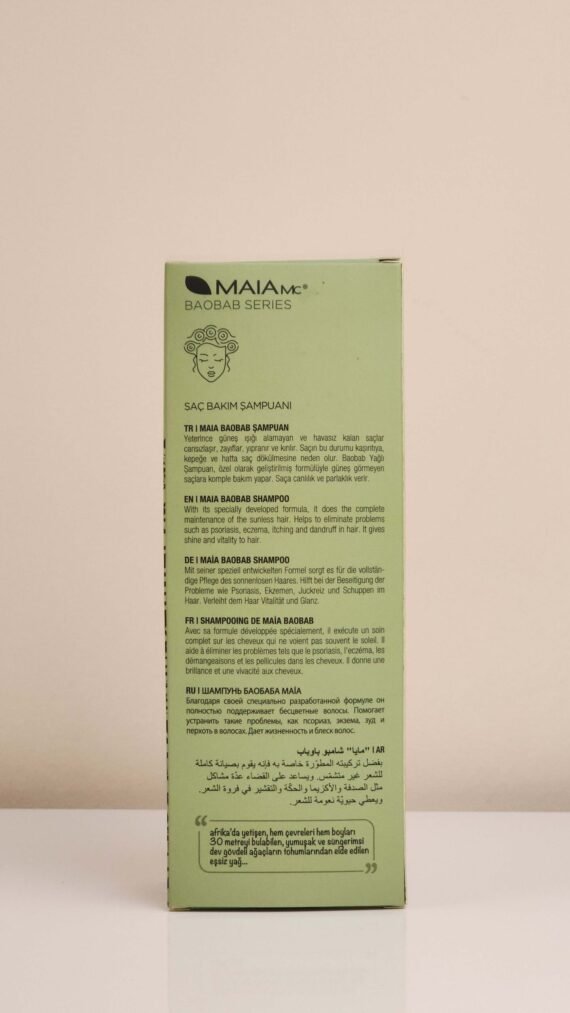 MAIA MC®
BAOBAB SERIES
SAÇ BAKIM ŞAMPUANI
TR | MAIA BAOBAB ŞAMPUAN
Yeterince güneş ışığı alamayan ve havasız kalan saçlar
cansızlaşır, zayıflar, yıpranır ve kırılır. Saçın bu durumu kaşıntıya,
kepeğe ve hatta saç dökülmesine neden olur. Baobab Yağlı
Şampuan, özel olarak geliştirilmiş formülüyle güneş görmeyen
saçlara komple bakım yapar. Saça canlılık ve parlaklık verir.
EN | MAIA BAOBAB SHAMPOO
With its specially developed formula, it does the complete
maintenance of the sunless hair. Helps to eliminate problems
such as psoriasis, eczema, itching and dandruff in hair. It gives
shine and vitality to hair.
DE | MAİA BAOBAB SHAMPOO
Mit seiner speziell entwickelten Formel sorgt es für die vollstän-
dige Pflege des sonnenlosen Haares. Hilft bei der Beseitigung der
Probleme wie Psoriasis, Ekzemen, Juckreiz und Schuppen im
Haar. Verleiht dem Haar Vitalität und Glanz.
FR | SHAMPOOING DE MAÏA BAOBAB
Avec sa formule développée spécialement, il exécute un soin
complet sur les cheveux qui ne voient pas souvent le soleil. Il
aide à éliminer les problèmes tels que le psoriasis, l'eczéma, les
démangeaisons et les pellicules dans les cheveux. Il donne une
brillance et une vivacité aux cheveux.
RU | ШАМПУНЬ БАОБАБА MAÏA
Благодаря своей специально разработанной формуле он
полностью поддерживает бесцветные волосы. Помогает
устранить такие проблемы, как псориаз, экзема, зуд и
перхоть в волосах. Дает жизненность и блеск волос.
AR | "مايا" شامبو باوباب
بفضل تركيبته المطوّرة خاصة به فإنه يقوم بصيانة كاملة
للشعر غير متشمّس. ويساعد على القضاء عدّة مشاكل
مثل الصدفة والأكزيما والحكّة والتقشير في فروة الشعر.
ويعطي حيويّة نعومة للشعر.
“
afrika'da yetişen, hem çevreleri hem boyları
30 metreyi bulabilen, yumuşak ve süngerimsi
dev gövdeli ağaçların tohumlarından elde edilen
eşsiz yağ...
”